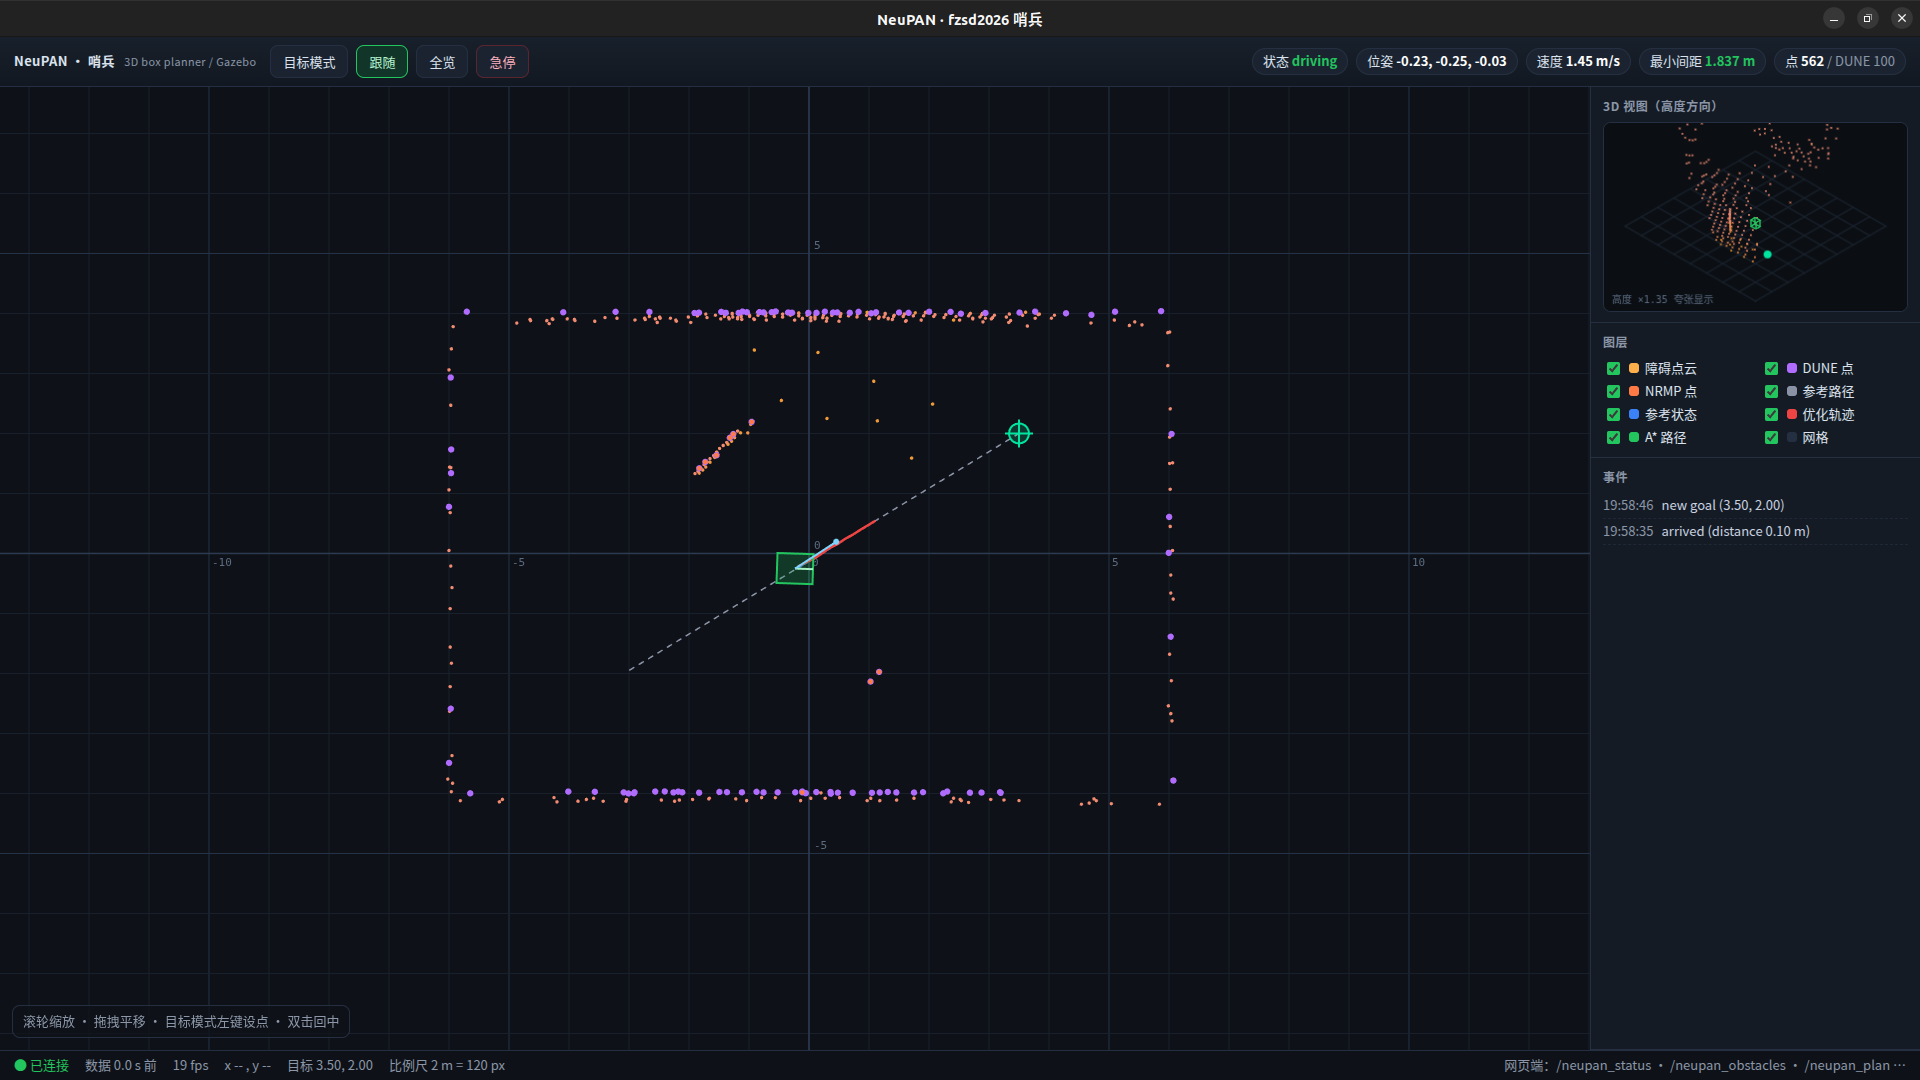 NeuPAN · fzsd2026 哨兵
NeuPAN · 哨兵 3D box planner / Gazebo 目标模式 跟随 全览 急停 状态 driving 位姿 -0.23, -0.25, -0.03 速度 1.45 m/s 最小间距 1.837 m 点 562 / DUNE 100
3D 视图（高度方向）
高度 ×1.35 夸张显示
图层
障碍点云 DUNE 点
NRMP 点 参考路径
参考状态 优化轨迹
A* 路径 网格
事件
19:58:46 new goal (3.50, 2.00)
19:58:35 arrived (distance 0.10 m)
5
0
-10 -5 0 5 10
-5
滚轮缩放 · 拖拽平移 · 目标模式左键设点 · 双击回中
已连接 数据 0.0 s 前 19 fps x --, y -- 目标 3.50, 2.00 比例尺 2 m = 120 px 网页端：/neupan_status · /neupan_obstacles · /neupan_plan ···